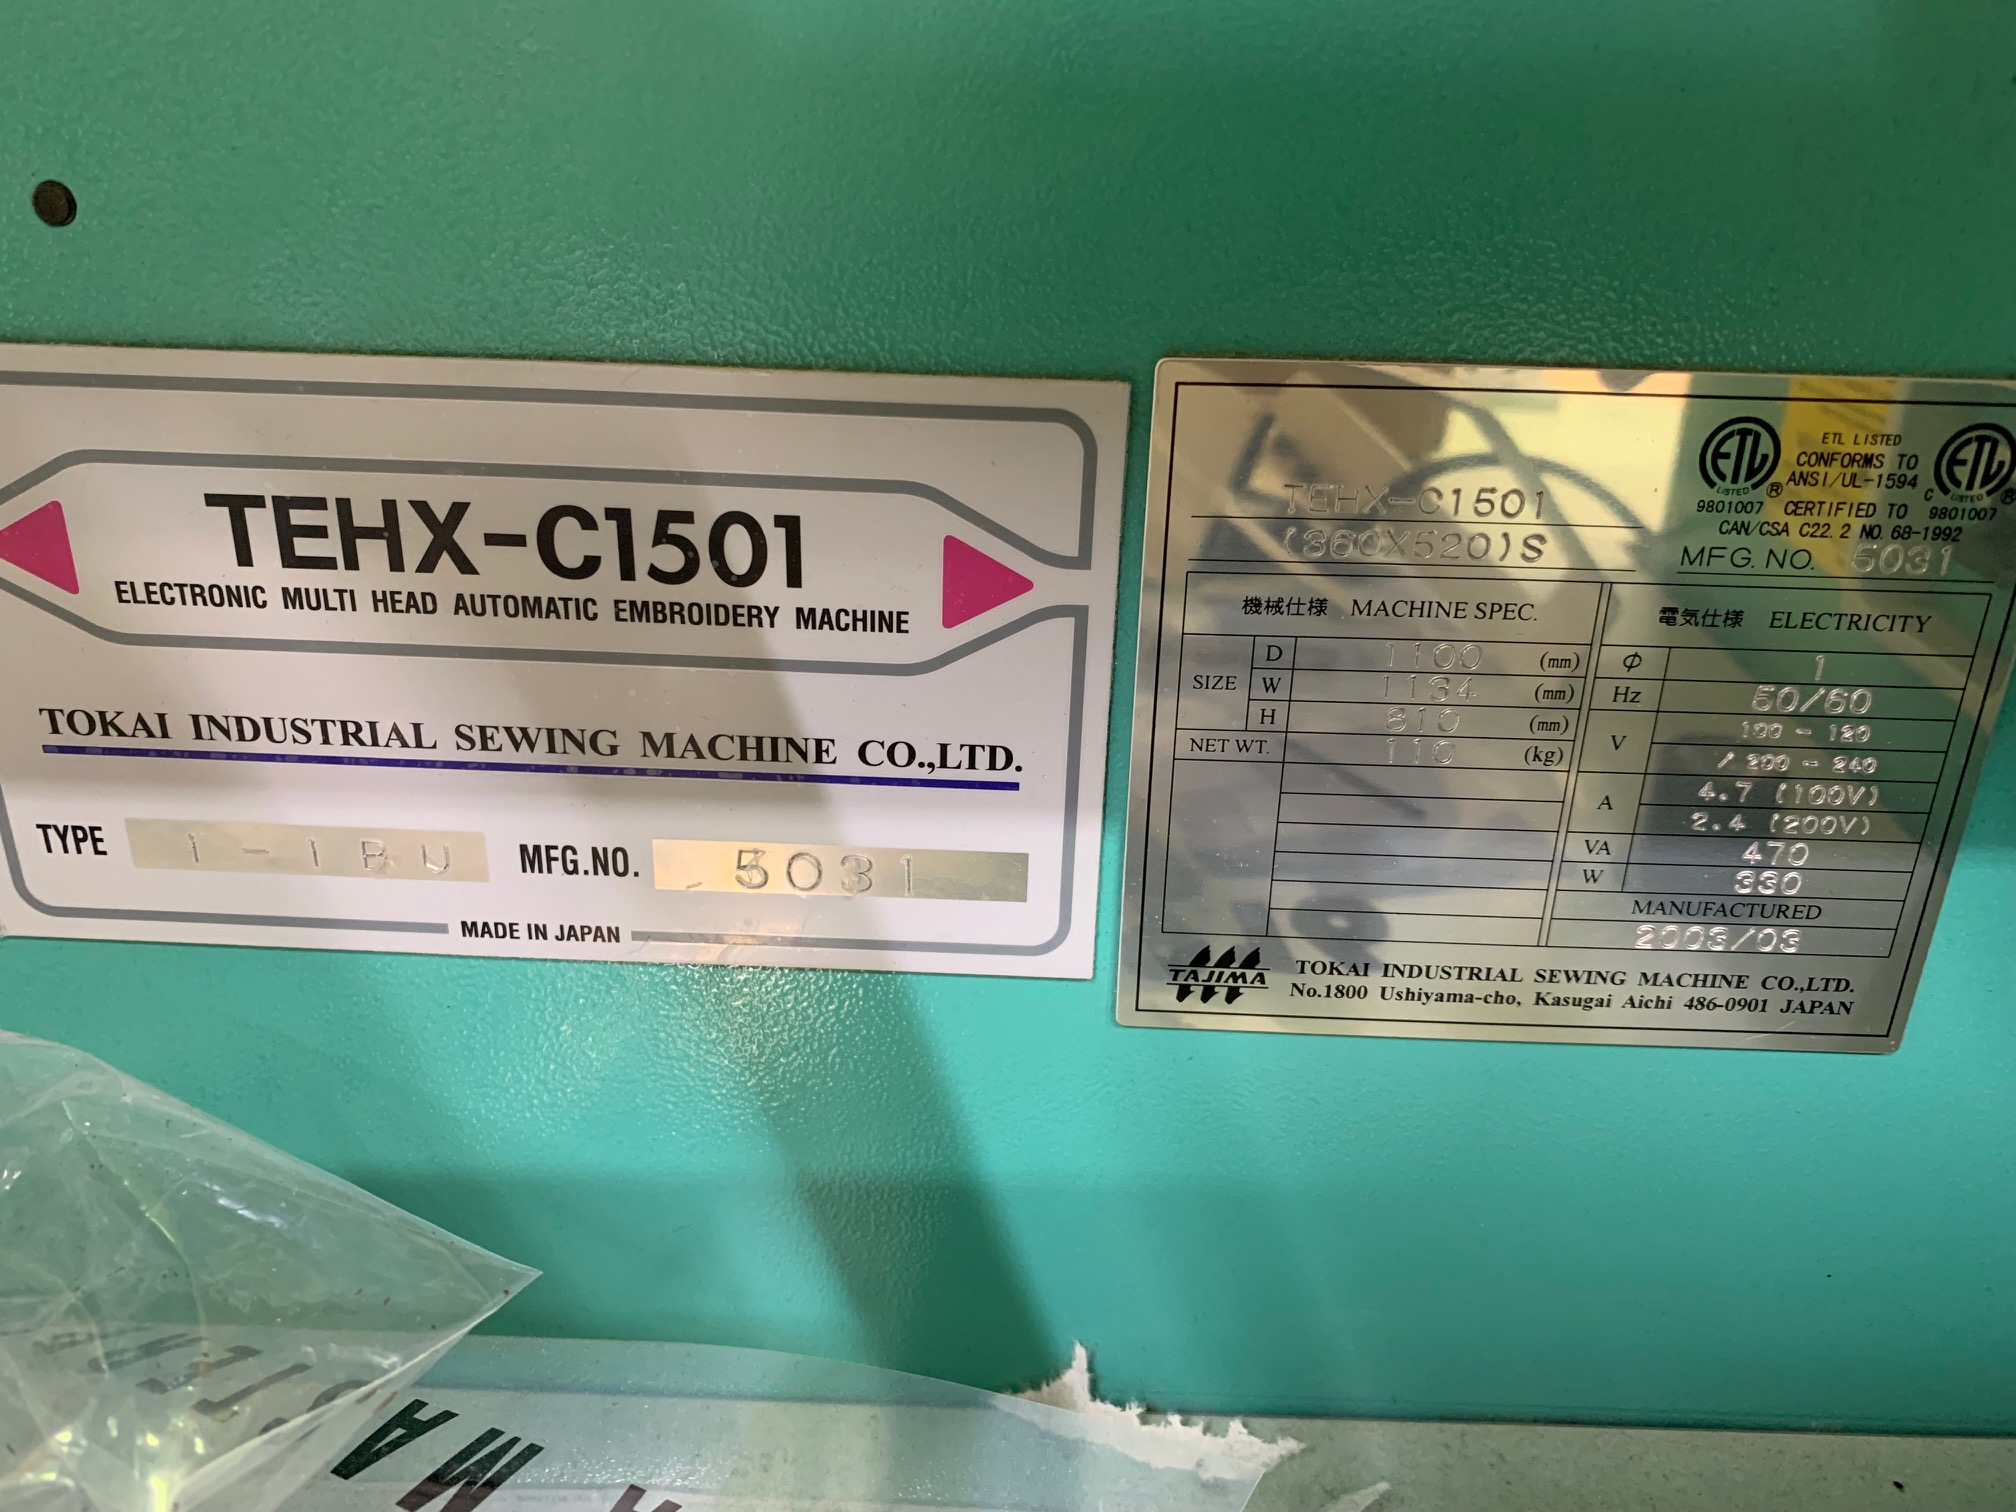 TEHX-C1501
ELECTRONIC MULTI HEAD AUTOMATIC EMBROIDERY MACHINE
TOKAI INDUSTRIAL SEWING MACHINE CO.,LTD.
TYPE 1-1BU MFG.NO. 5031
MADE IN JAPAN
TEHX-C1501
(360X520)S
ETL LISTED
CONFORMS TO
ANSI/UL-1594
ETL LISTED ® 9801007
CERTIFIED TO
CAN/CSA C22.2 NO.68-1992
C ETL LISTED ® 9801007
MFG.NO. 5031
機械仕様 MACHINE SPEC.
SIZE D 1100 (mm)
W 1134 (mm)
H 810 (mm)
NET WT. 110 (kg)
電気仕様 ELECTRICITY
Φ 1
Hz 50/60
V 100-120
/200-240
A 4.7 (100V)
2.4 (200V)
VA 470
W 330
MANUFACTURED
2003/03
TAJIMA
TOKAI INDUSTRIAL SEWING MACHINE CO.,LTD.
No.1800 Ushiyama-cho, Kasugai Aichi 486-0901 JAPAN